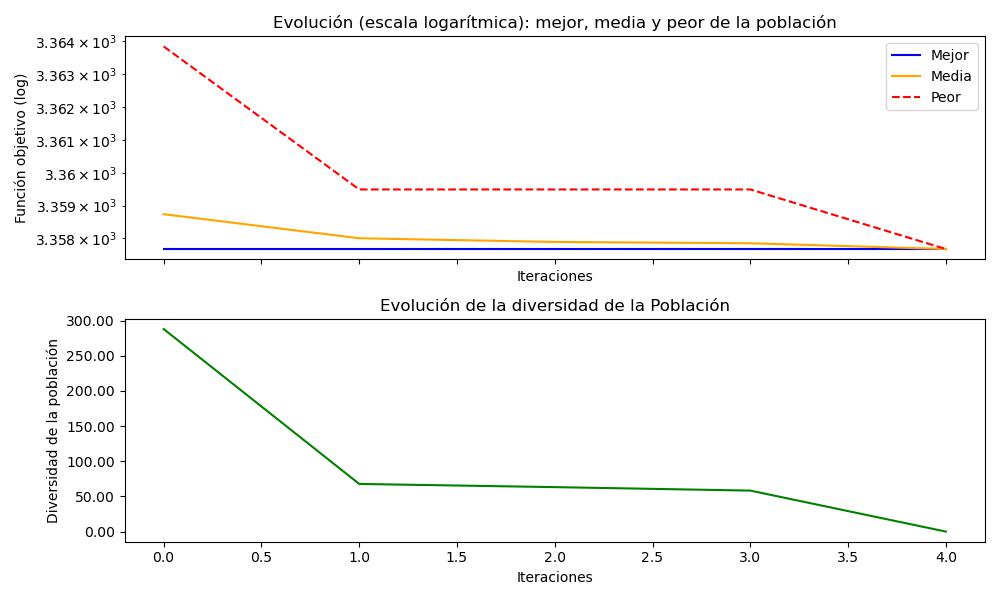 Evolución (escala logarítmica): mejor, media y peor de la población
Función objetivo (log)
3.364 × 10³
3.363 × 10³
3.362 × 10³
3.361 × 10³
3.36 × 10³
3.359 × 10³
3.358 × 10³
Mejor
Media
Peor
Iteraciones
Evolución de la diversidad de la Población
Diversidad de la población
300.00
250.00
200.00
150.00
100.00
50.00
0.00
0.0 0.5 1.0 1.5 2.0 2.5 3.0 3.5 4.0
Iteraciones